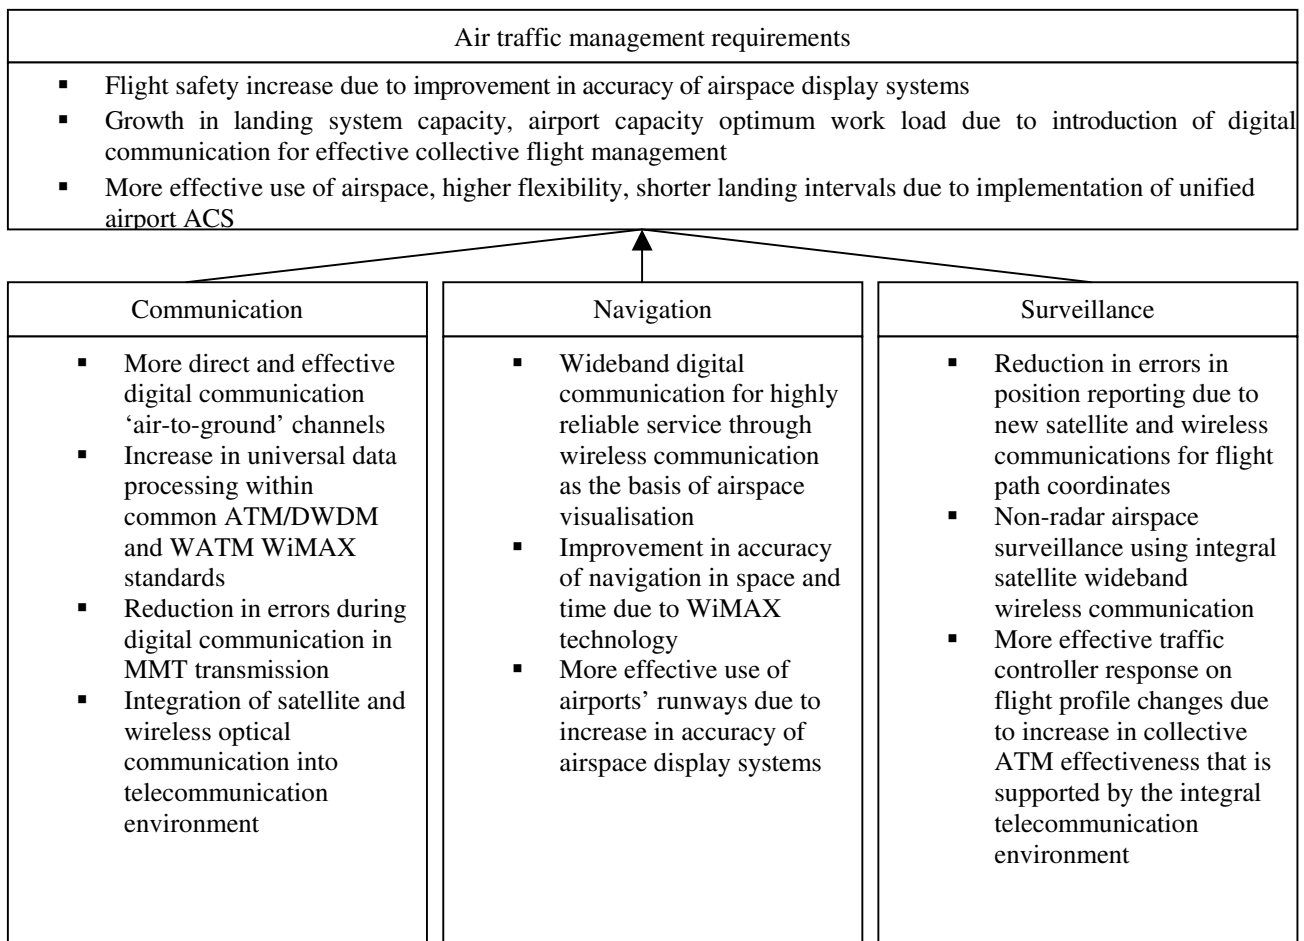 Air traffic management requirements
▪ Flight safety increase due to improvement in accuracy of airspace display systems
▪ Growth in landing system capacity, airport capacity optimum work load due to introduction of digital
communication for effective collective flight management
▪ More effective use of airspace, higher flexibility, shorter landing intervals due to implementation of unified
airport ACS
Communication
▪ More direct and effective
digital communication
‘air-to-ground’ channels
▪ Increase in universal data
processing within
common ATM/DWDM
and WATM WiMAX
standards
▪ Reduction in errors during
digital communication in
MMT transmission
▪ Integration of satellite and
wireless optical
communication into
telecommunication
environment
Navigation
▪ Wideband digital
communication for highly
reliable service through
wireless communication
as the basis of airspace
visualisation
▪ Improvement in accuracy
of navigation in space and
time due to WiMAX
technology
▪ More effective use of
airports’ runways due to
increase in accuracy of
airspace display systems
Surveillance
▪ Reduction in errors in
position reporting due to
new satellite and wireless
communications for flight
path coordinates
▪ Non-radar airspace
surveillance using integral
satellite wideband
wireless communication
▪ More effective traffic
controller response on
flight profile changes due
to increase in collective
ATM effectiveness that is
supported by the integral
telecommunication
environment